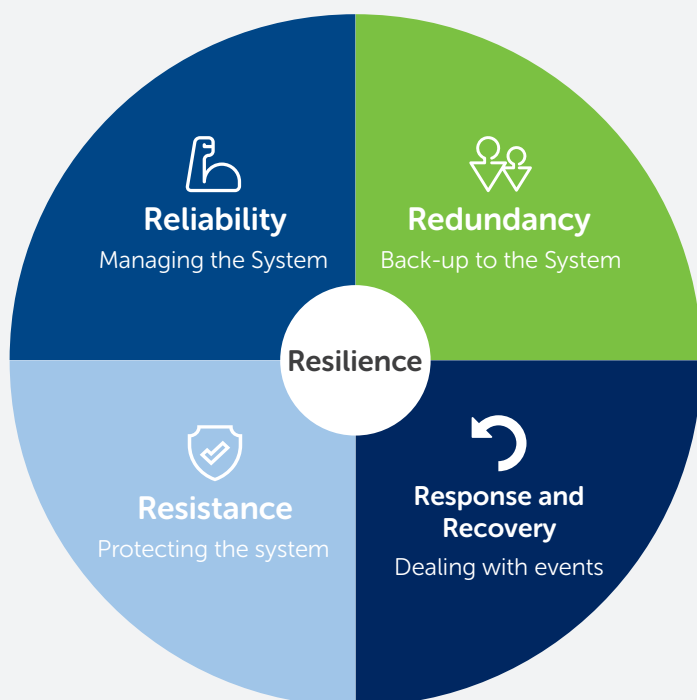 Reliability
Managing the System
Redundancy
Back-up to the System
Resilience
Resistance
Protecting the system
Response and
Recovery
Dealing with events